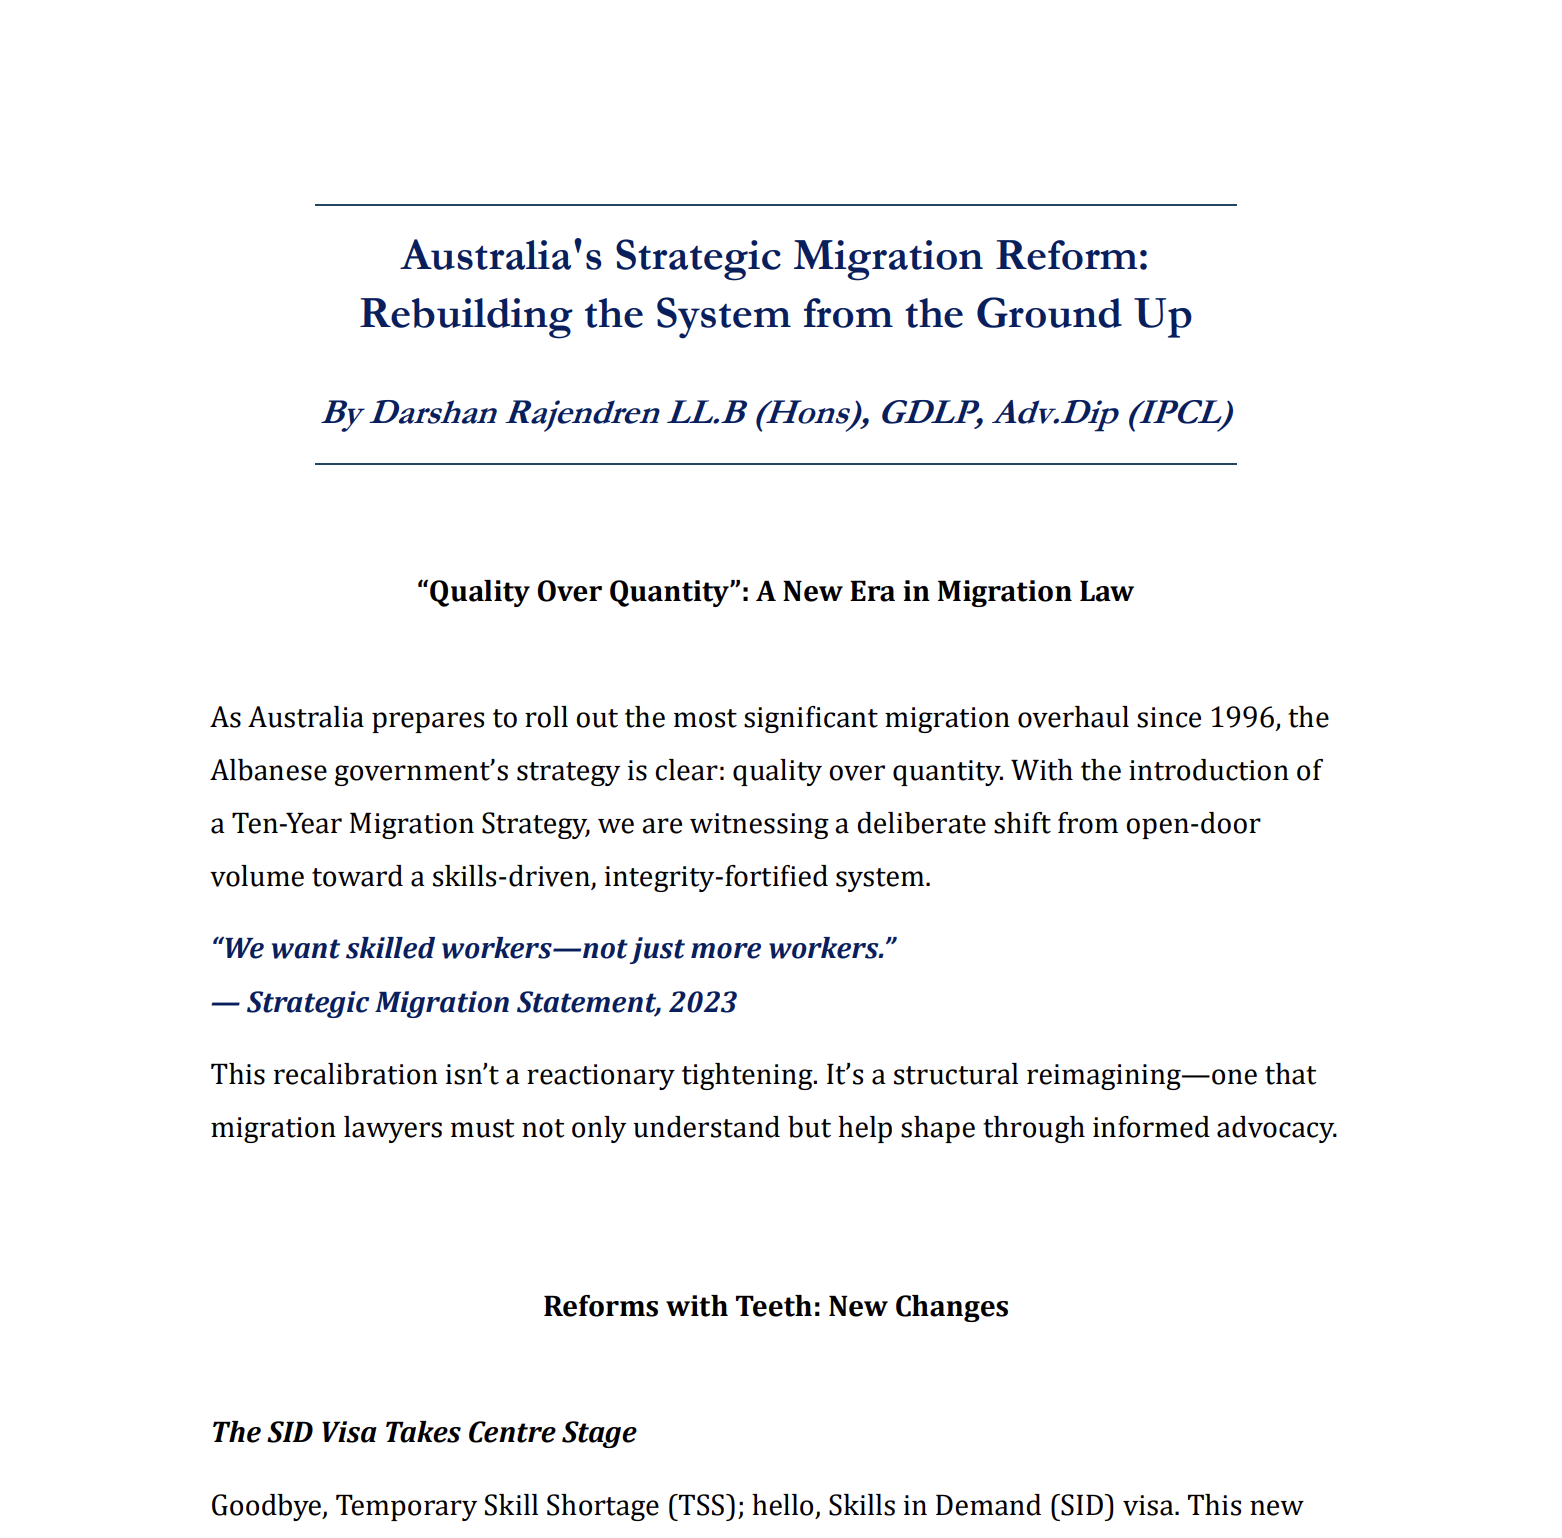 Australia's Strategic Migration Reform:
Rebuilding the System from the Ground Up
By Darshan Rajendren LL.B (Hons), GDLP, Adv.Dip (IPCL)
“Quality Over Quantity”: A New Era in Migration Law
As Australia prepares to roll out the most significant migration overhaul since 1996, the
Albanese government’s strategy is clear: quality over quantity. With the introduction of
a Ten-Year Migration Strategy, we are witnessing a deliberate shift from open-door
volume toward a skills-driven, integrity-fortified system.
“We want skilled workers—not just more workers.”
— Strategic Migration Statement, 2023
This recalibration isn’t a reactionary tightening. It’s a structural reimagining—one that
migration lawyers must not only understand but help shape through informed advocacy.
Reforms with Teeth: New Changes
The SID Visa Takes Centre Stage
Goodbye, Temporary Skill Shortage (TSS); hello, Skills in Demand (SID) visa. This new